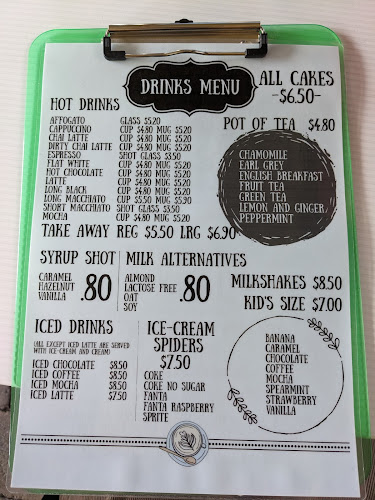 DRINKS MENU
ALL CAKES
-$6.50-
HOT DRINKS
AFFOGATO GLASS $5.20
CAPPUCCINO CUP $4.80 MUG $5.20
CHAI LATTE CUP $4.80 MUG $5.20
DIRTY CHAI LATTE CUP $4.80 MUG $5.20
ESPRESSO SHOT GLASS $3.50
FLAT WHITE CUP $4.80 MUG $5.20
HOT CHOCOLATE CUP $4.80 MUG $5.20
LATTE CUP $4.80 MUG $5.20
LONG BLACK CUP $4.80 MUG $5.20
LONG MACCHIATO CUP $5.50 MUG $5.90
SHORT MACCHIATO SHOT GLASS $3.50
MOCHA CUP $4.80 MUG $5.20
TAKE AWAY REG $5.50 LRG $6.90
POT OF TEA $4.80
CHAMOMILE
EARL GREY
ENGLISH BREAKFAST
FRUIT TEA
GREEN TEA
LEMON AND GINGER
PEPPERMINT
SYRUP SHOT
CARAMEL
HAZELNUT
VANILLA
.80
MILK ALTERNATIVES
ALMOND
LACTOSE FREE
OAT
SOY
.80
MILKSHAKES $8.50
KID'S SIZE $7.00
BANANA
CARAMEL
CHOCOLATE
COFFEE
MOCHA
SPEARMINT
STRAWBERRY
VANILLA
ICED DRINKS
(ALL EXCEPT ICED LATTE ARE SERVED
WITH ICE-CREAM AND CREAM)
ICED CHOCOLATE $8.50
ICED COFFEE $8.50
ICED MOCHA $8.50
ICED LATTE $7.50
ICE-CREAM
SPIDERS
$7.50
COKE
COKE NO SUGAR
FANTA
FANTA RASPBERRY
SPRITE